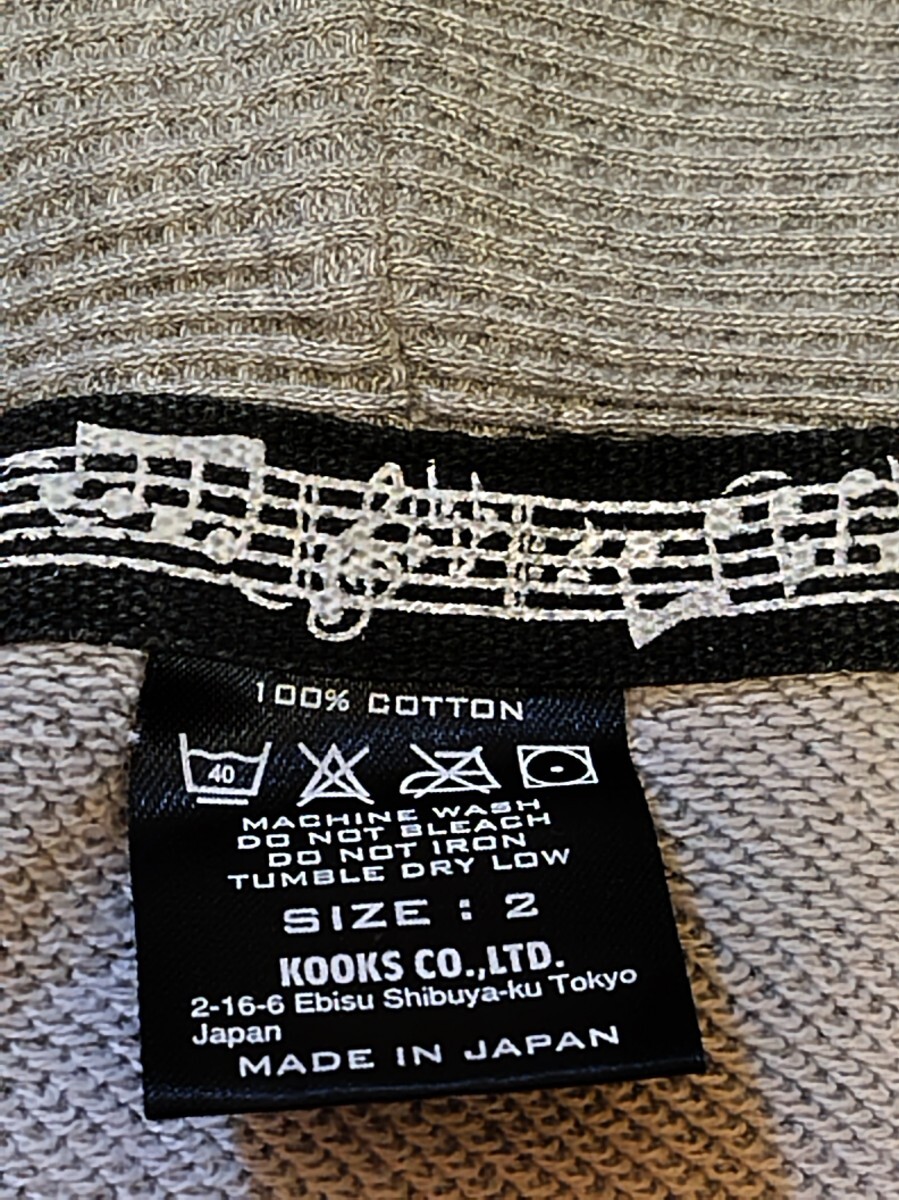 100% COTTON
40
MACHINE WASH
DO NOT BLEACH
DO NOT IRON
TUMBLE DRY LOW
SIZE : 2
KOOKS CO.,LTD.
2-16-6 Ebisu Shibuya-ku Tokyo
Japan
MADE IN JAPAN